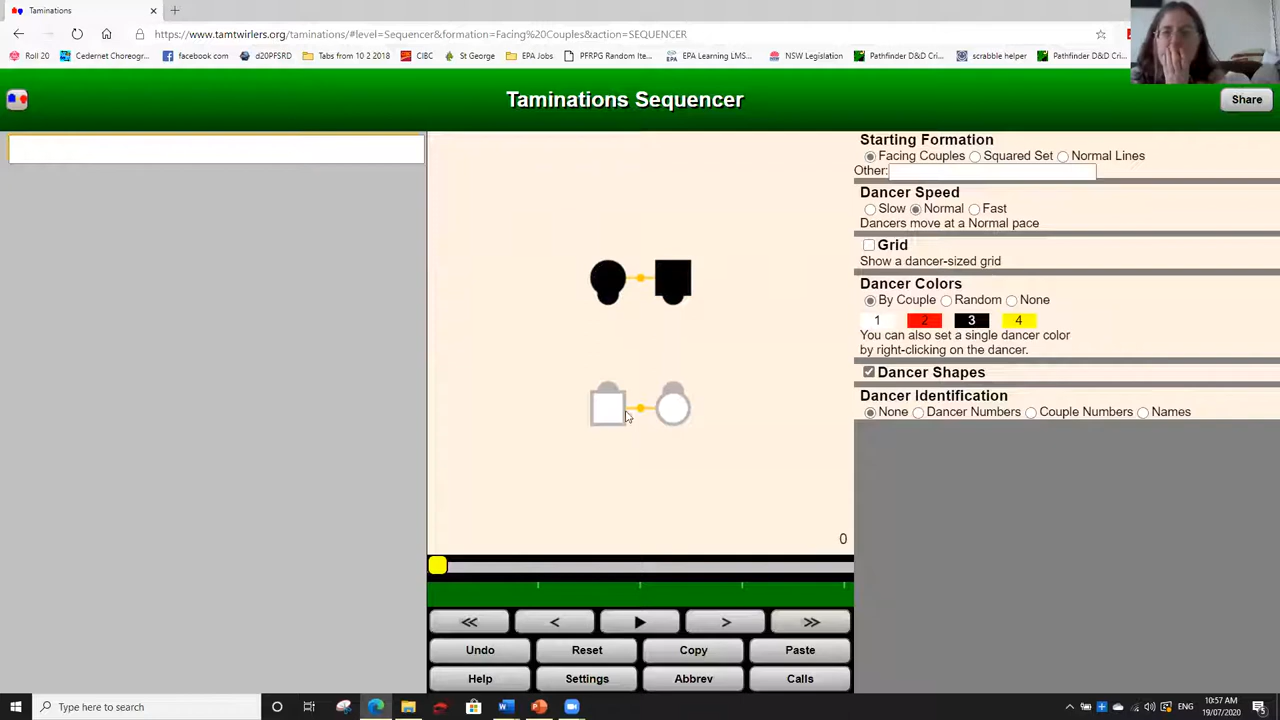 Taminations
https://www.tamtwirlers.org/taminations/#level=Sequencer&formation=Facing%20Couples&action=SEQUENCER
Roll 20 Cedernet Choreogr... facebook.com d20PFSRD Tabs from 10 2 2018 CIBC St George EPA Jobs PFRPG Random Ite... EPA Learning LMS... NSW Legislation Pathfinder D&D Cri... scrabble helper Pathfinder D&D Cri...
Taminations Sequencer
Share
Starting Formation
Facing Couples Squared Set Normal Lines
Other:
Dancer Speed
Slow Normal Fast
Dancers move at a Normal pace
Grid
Show a dancer-sized grid
Dancer Colors
By Couple Random None
1 2 3 4
You can also set a single dancer color
by right-clicking on the dancer.
Dancer Shapes
Dancer Identification
None Dancer Numbers Couple Numbers Names
0
<< < > >>
Undo Reset Copy Paste
Help Settings Abbrev Calls
Type here to search
ENG
10:57 AM
19/07/2020